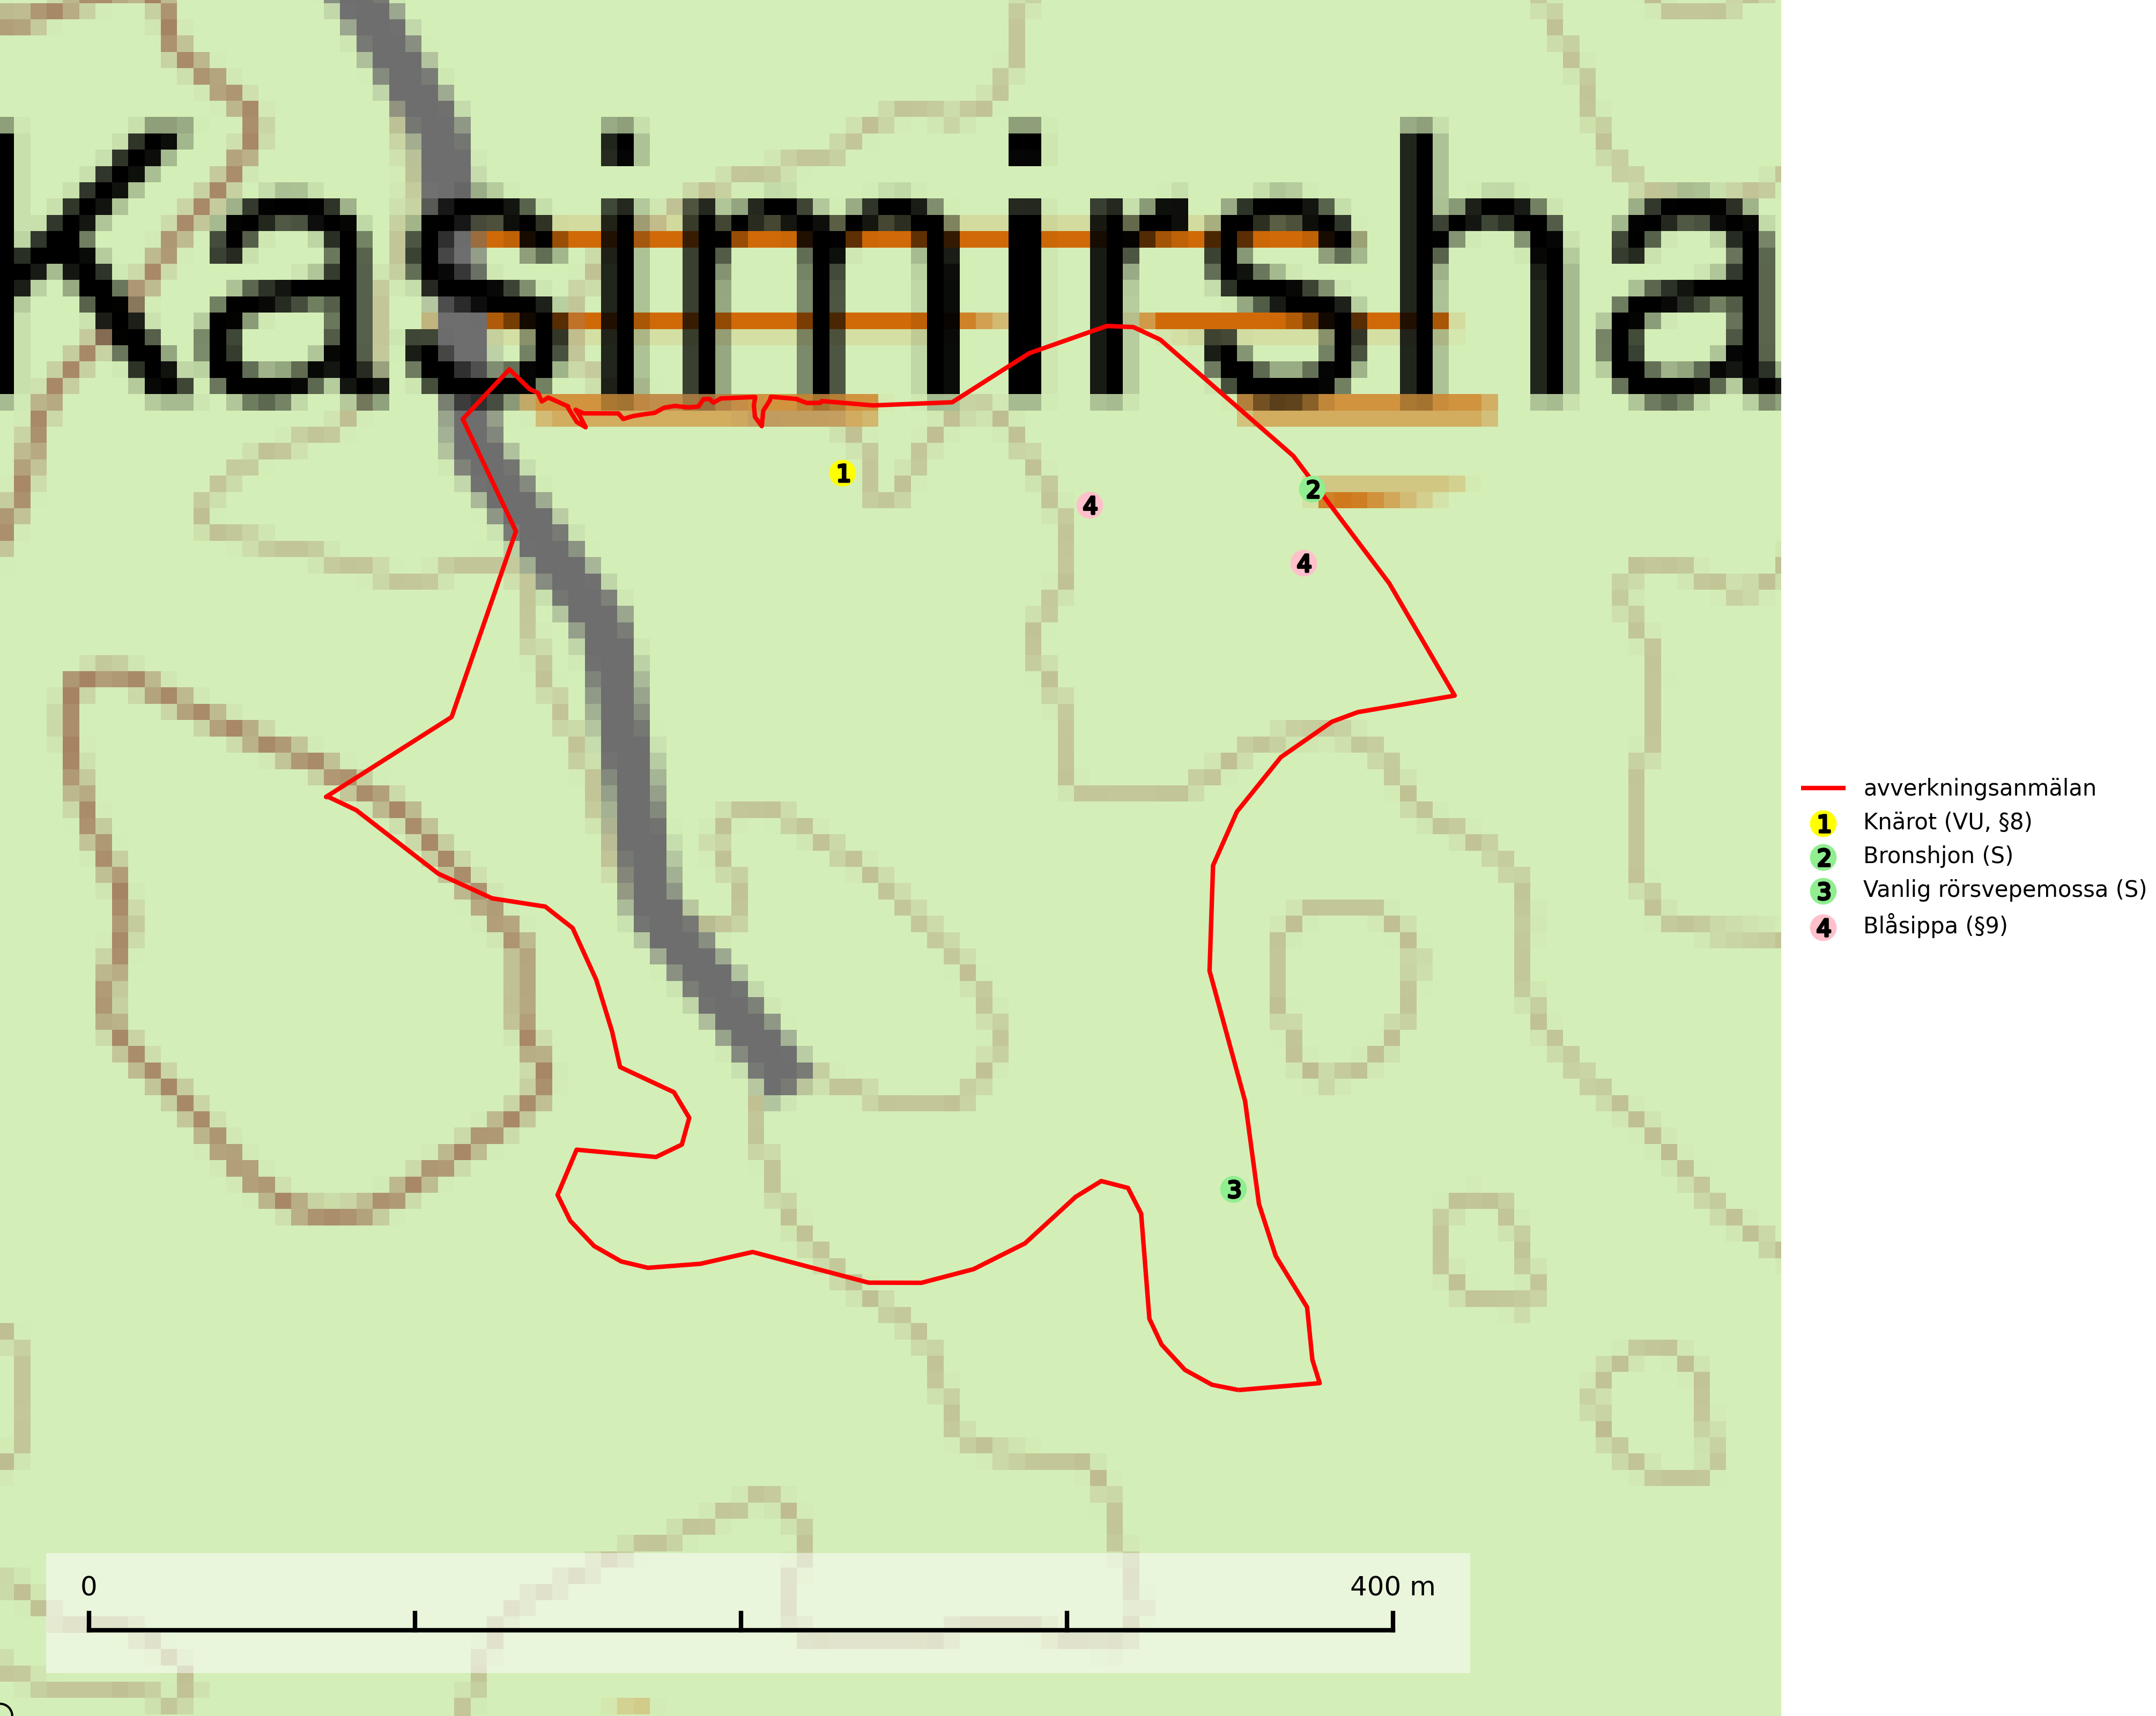 Kasimirsha
1
4
2
4
3
avverkningsanmälan
1 Knärot (VU, §8)
2 Bronshjon (S)
3 Vanlig rörsvepemossa (S)
4 Blåsippa (§9)
0 400 m